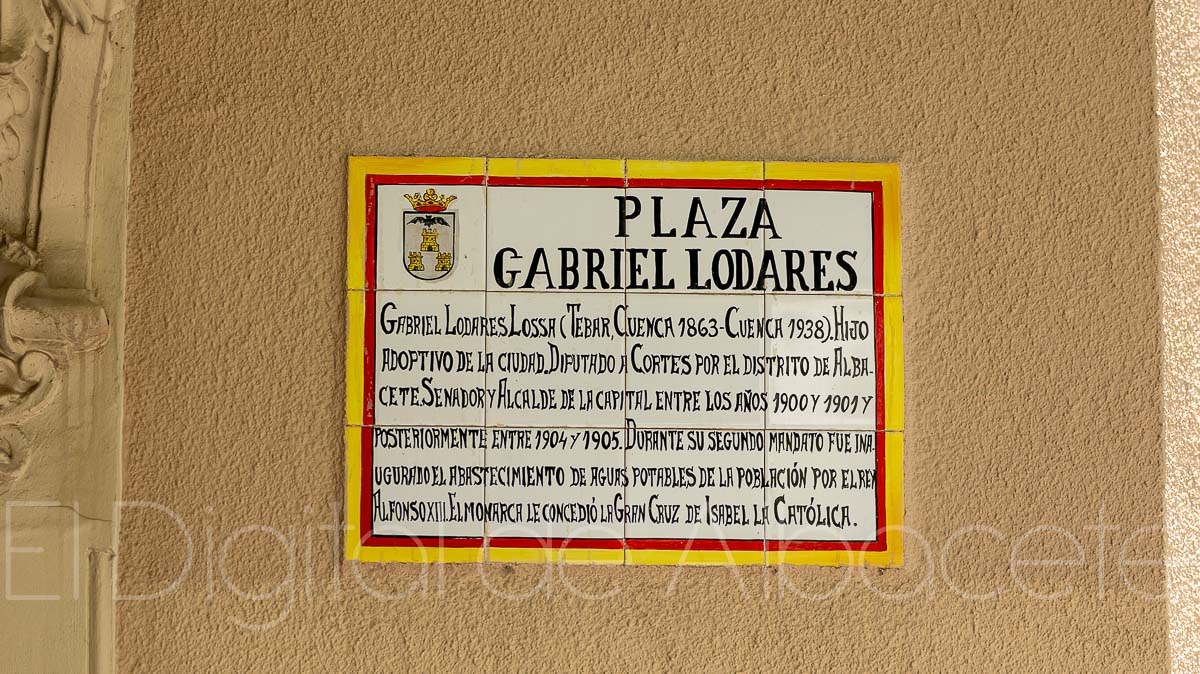 PLAZA
GABRIEL LODARES
GABRIEL LODARES LOSSA (TEBAR, CUENCA 1863-CUENCA 1938). HIJO
ADOPTIVO DE LA CIUDAD. DIPUTADO A CORTES POR EL DISTRITO DE ALBA-
CETE. SENADOR Y ALCALDE DE LA CAPITAL ENTRE LOS AÑOS 1900 Y 1901 Y
POSTERIORMENTE ENTRE 1904 Y 1905. DURANTE SU SEGUNDO MANDATO FUE INA-
UGURADO EL ABASTECIMIENTO DE AGUAS POTABLES DE LA POBLACIÓN POR EL REY
ALFONSO XIII. EL MONARCA LE CONCEDIÓ LA GRAN CRUZ DE ISABEL LA CATÓLICA.
El Digital de Albacete